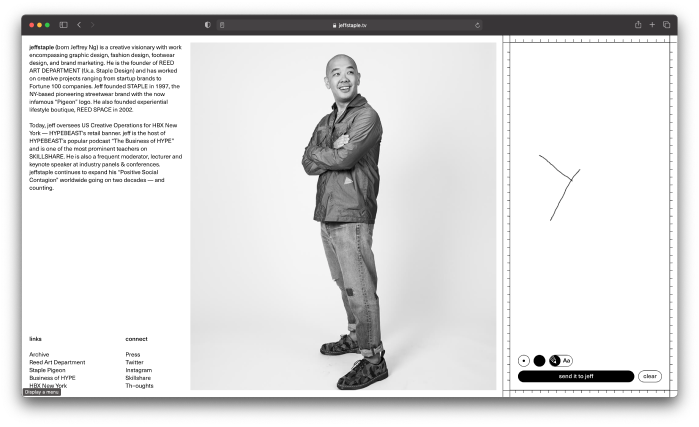 jeffstaple.tv
jeffstaple (born Jeffrey Ng) is a creative visionary with work
encompassing graphic design, fashion design, footwear
design, and brand marketing. He is the founder of REED
ART DEPARTMENT (f.k.a. Staple Design) and has worked
on creative projects ranging from startup brands to
Fortune 100 companies. Jeff founded STAPLE in 1997, the
NY-based pioneering streetwear brand with the now
infamous "Pigeon" logo. He also founded experiential
lifestyle boutique, REED SPACE in 2002.
Today, jeff oversees US Creative Operations for HBX New
York — HYPEBEAST's retail banner. jeff is the host of
HYPEBEAST's popular podcast "The Business of HYPE"
and is one of the most prominent teachers on
SKILLSHARE. He is also a frequent moderator, lecturer and
keynote speaker at industry panels & conferences.
jeffstaple continues to expand his "Positive Social
Contagion" worldwide going on two decades — and
counting.
links
Archive
Reed Art Department
Staple Pigeon
Business of HYPE
HBX New York
Display a menu
connect
Press
Twitter
Instagram
Skillshare
Th-oughts
Aa
send it to jeff
clear